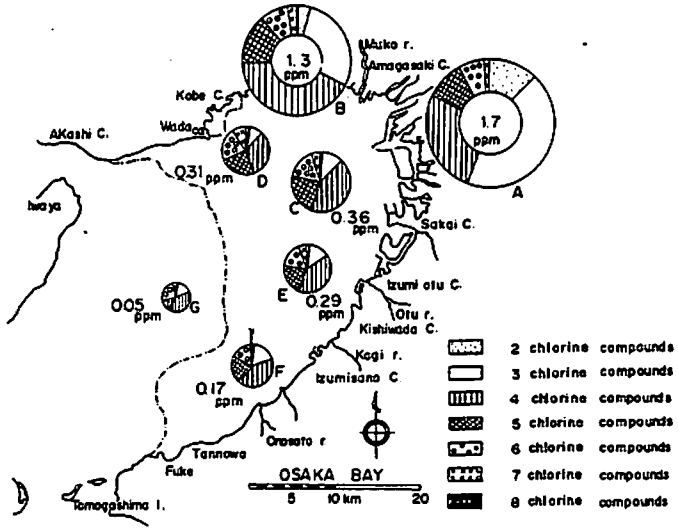 Muko r.
1.3
ppm
Amagasaki C.
Kobe C.
B
1.7
ppm
Wada
AKashi C.
A
0.31
ppm
D
C
0.36
ppm
Iwaya
Sakai C.
E
0.29
ppm
Izumi otu C.
Otu r.
Kishiwada C.
0.05
ppm
G
Kagi r.
F
0.17
ppm
Izumisano C.
Onosato r
Tannowa
Fuke
Tomogashima I.
OSAKA BAY
5 10 km 20
2 chlorine compounds
3 chlorine compounds
4 chlorine compounds
5 chlorine compounds
6 chlorine compounds
7 chlorine compounds
8 chlorine compounds